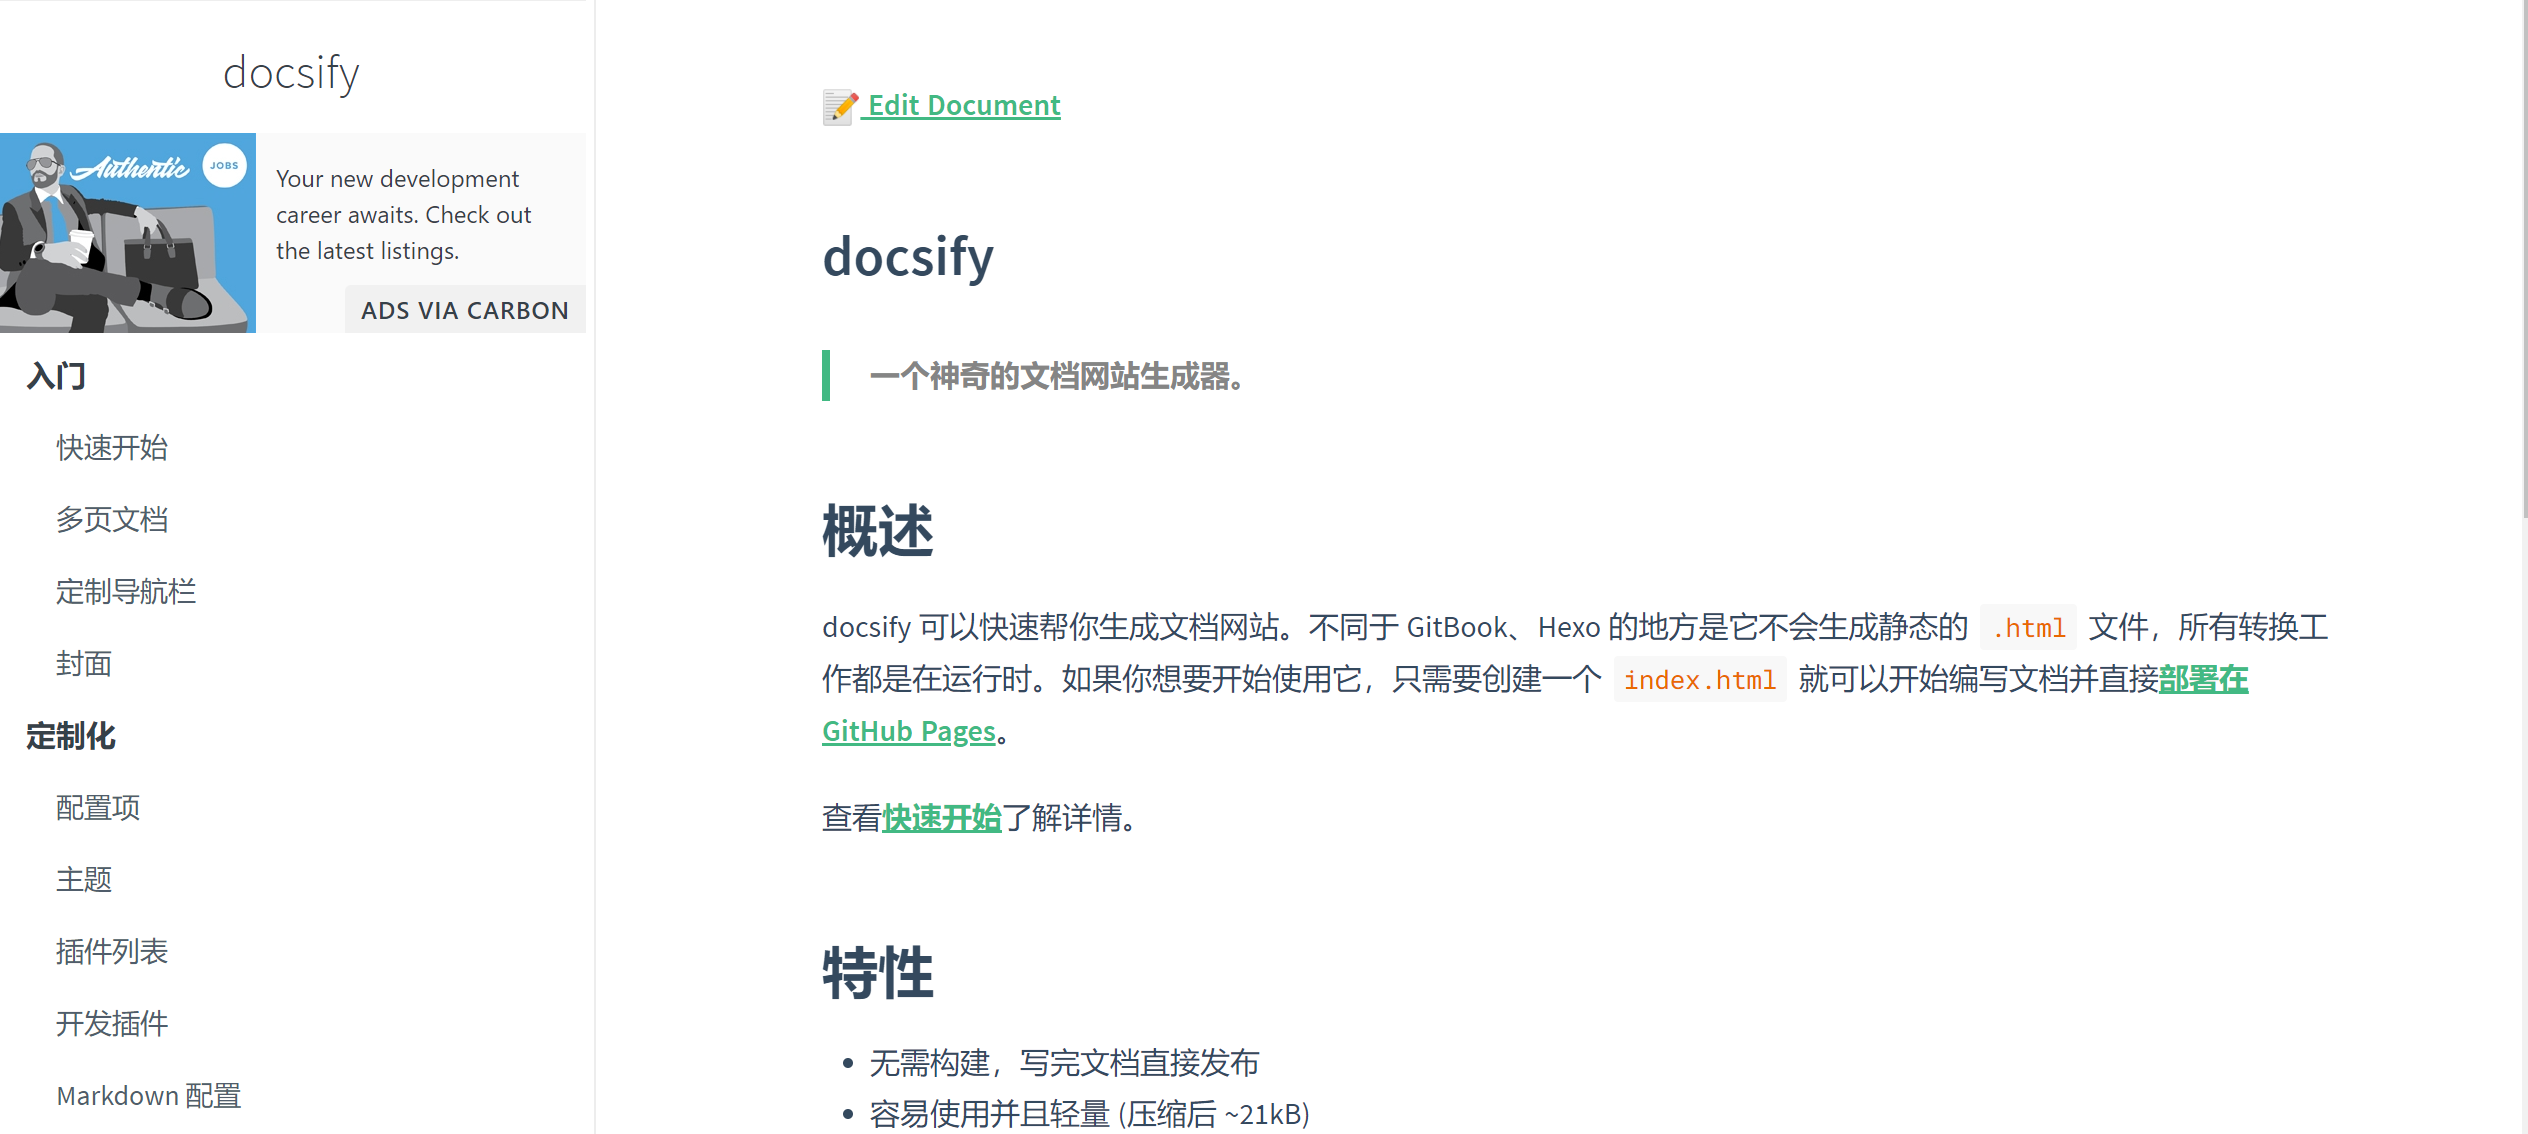 docsify
Authentic
JOBS
Your new development
career awaits. Check out
the latest listings.
ADS VIA CARBON
入门
快速开始
多页文档
定制导航栏
封面
定制化
配置项
主题
插件列表
开发插件
Markdown 配置
📝 Edit Document
docsify
一个神奇的文档网站生成器。
概述
docsify 可以快速帮你生成文档网站。不同于 GitBook、Hexo 的地方是它不会生成静态的 .html 文件，所有转换工
作都是在运行时。如果你想要开始使用它，只需要创建一个 index.html 就可以开始编写文档并直接部署在
GitHub Pages。
查看快速开始了解详情。
特性
• 无需构建，写完文档直接发布
• 容易使用并且轻量 (压缩后 ~21kB)